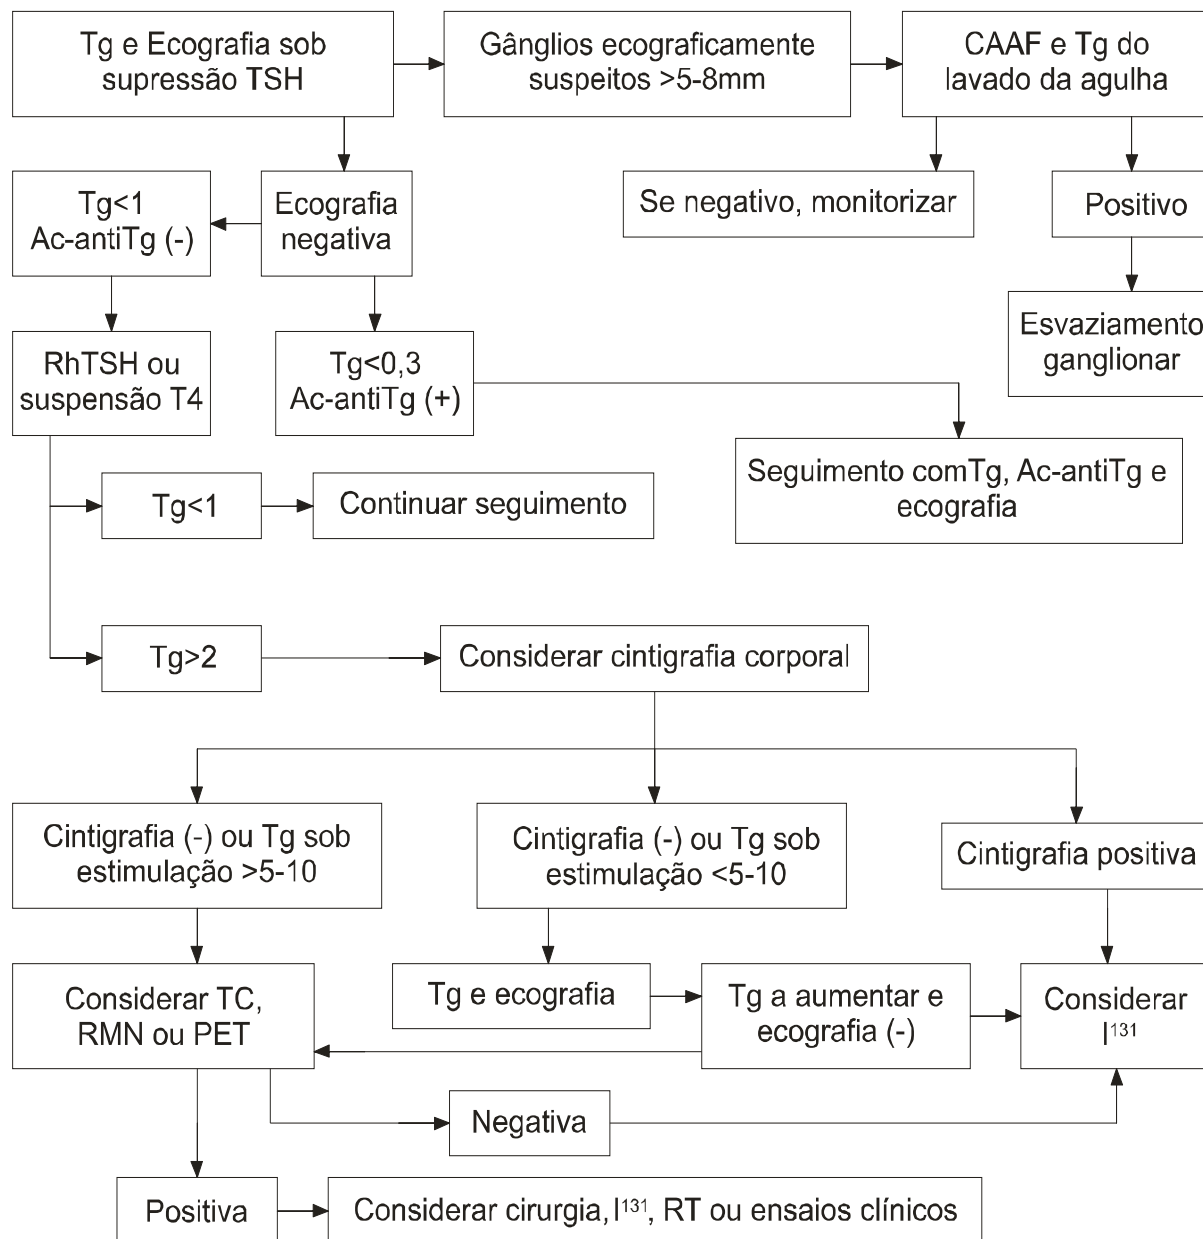 Tg e Ecografia sob
supressão TSH
Gânglios ecograficamente
suspeitos >5-8mm
CAAF e Tg do
lavado da agulha
Tg<1
Ac-antiTg (-)
Ecografia
negativa
Se negativo, monitorizar
Positivo
Esvaziamento
ganglionar
RhTSH ou
suspensão T4
Tg<0,3
Ac-antiTg (+)
Seguimento comTg, Ac-antiTg e
ecografia
Tg<1
Continuar seguimento
Tg>2
Considerar cintigrafia corporal
Cintigrafia (-) ou Tg sob
estimulação >5-10
Cintigrafia (-) ou Tg sob
estimulação <5-10
Cintigrafia positiva
Considerar TC,
RMN ou PET
Tg e ecografia
Tg a aumentar e
ecografia (-)
Considerar
I¹³¹
Negativa
Positiva
Considerar cirurgia, I¹³¹, RT ou ensaios clínicos